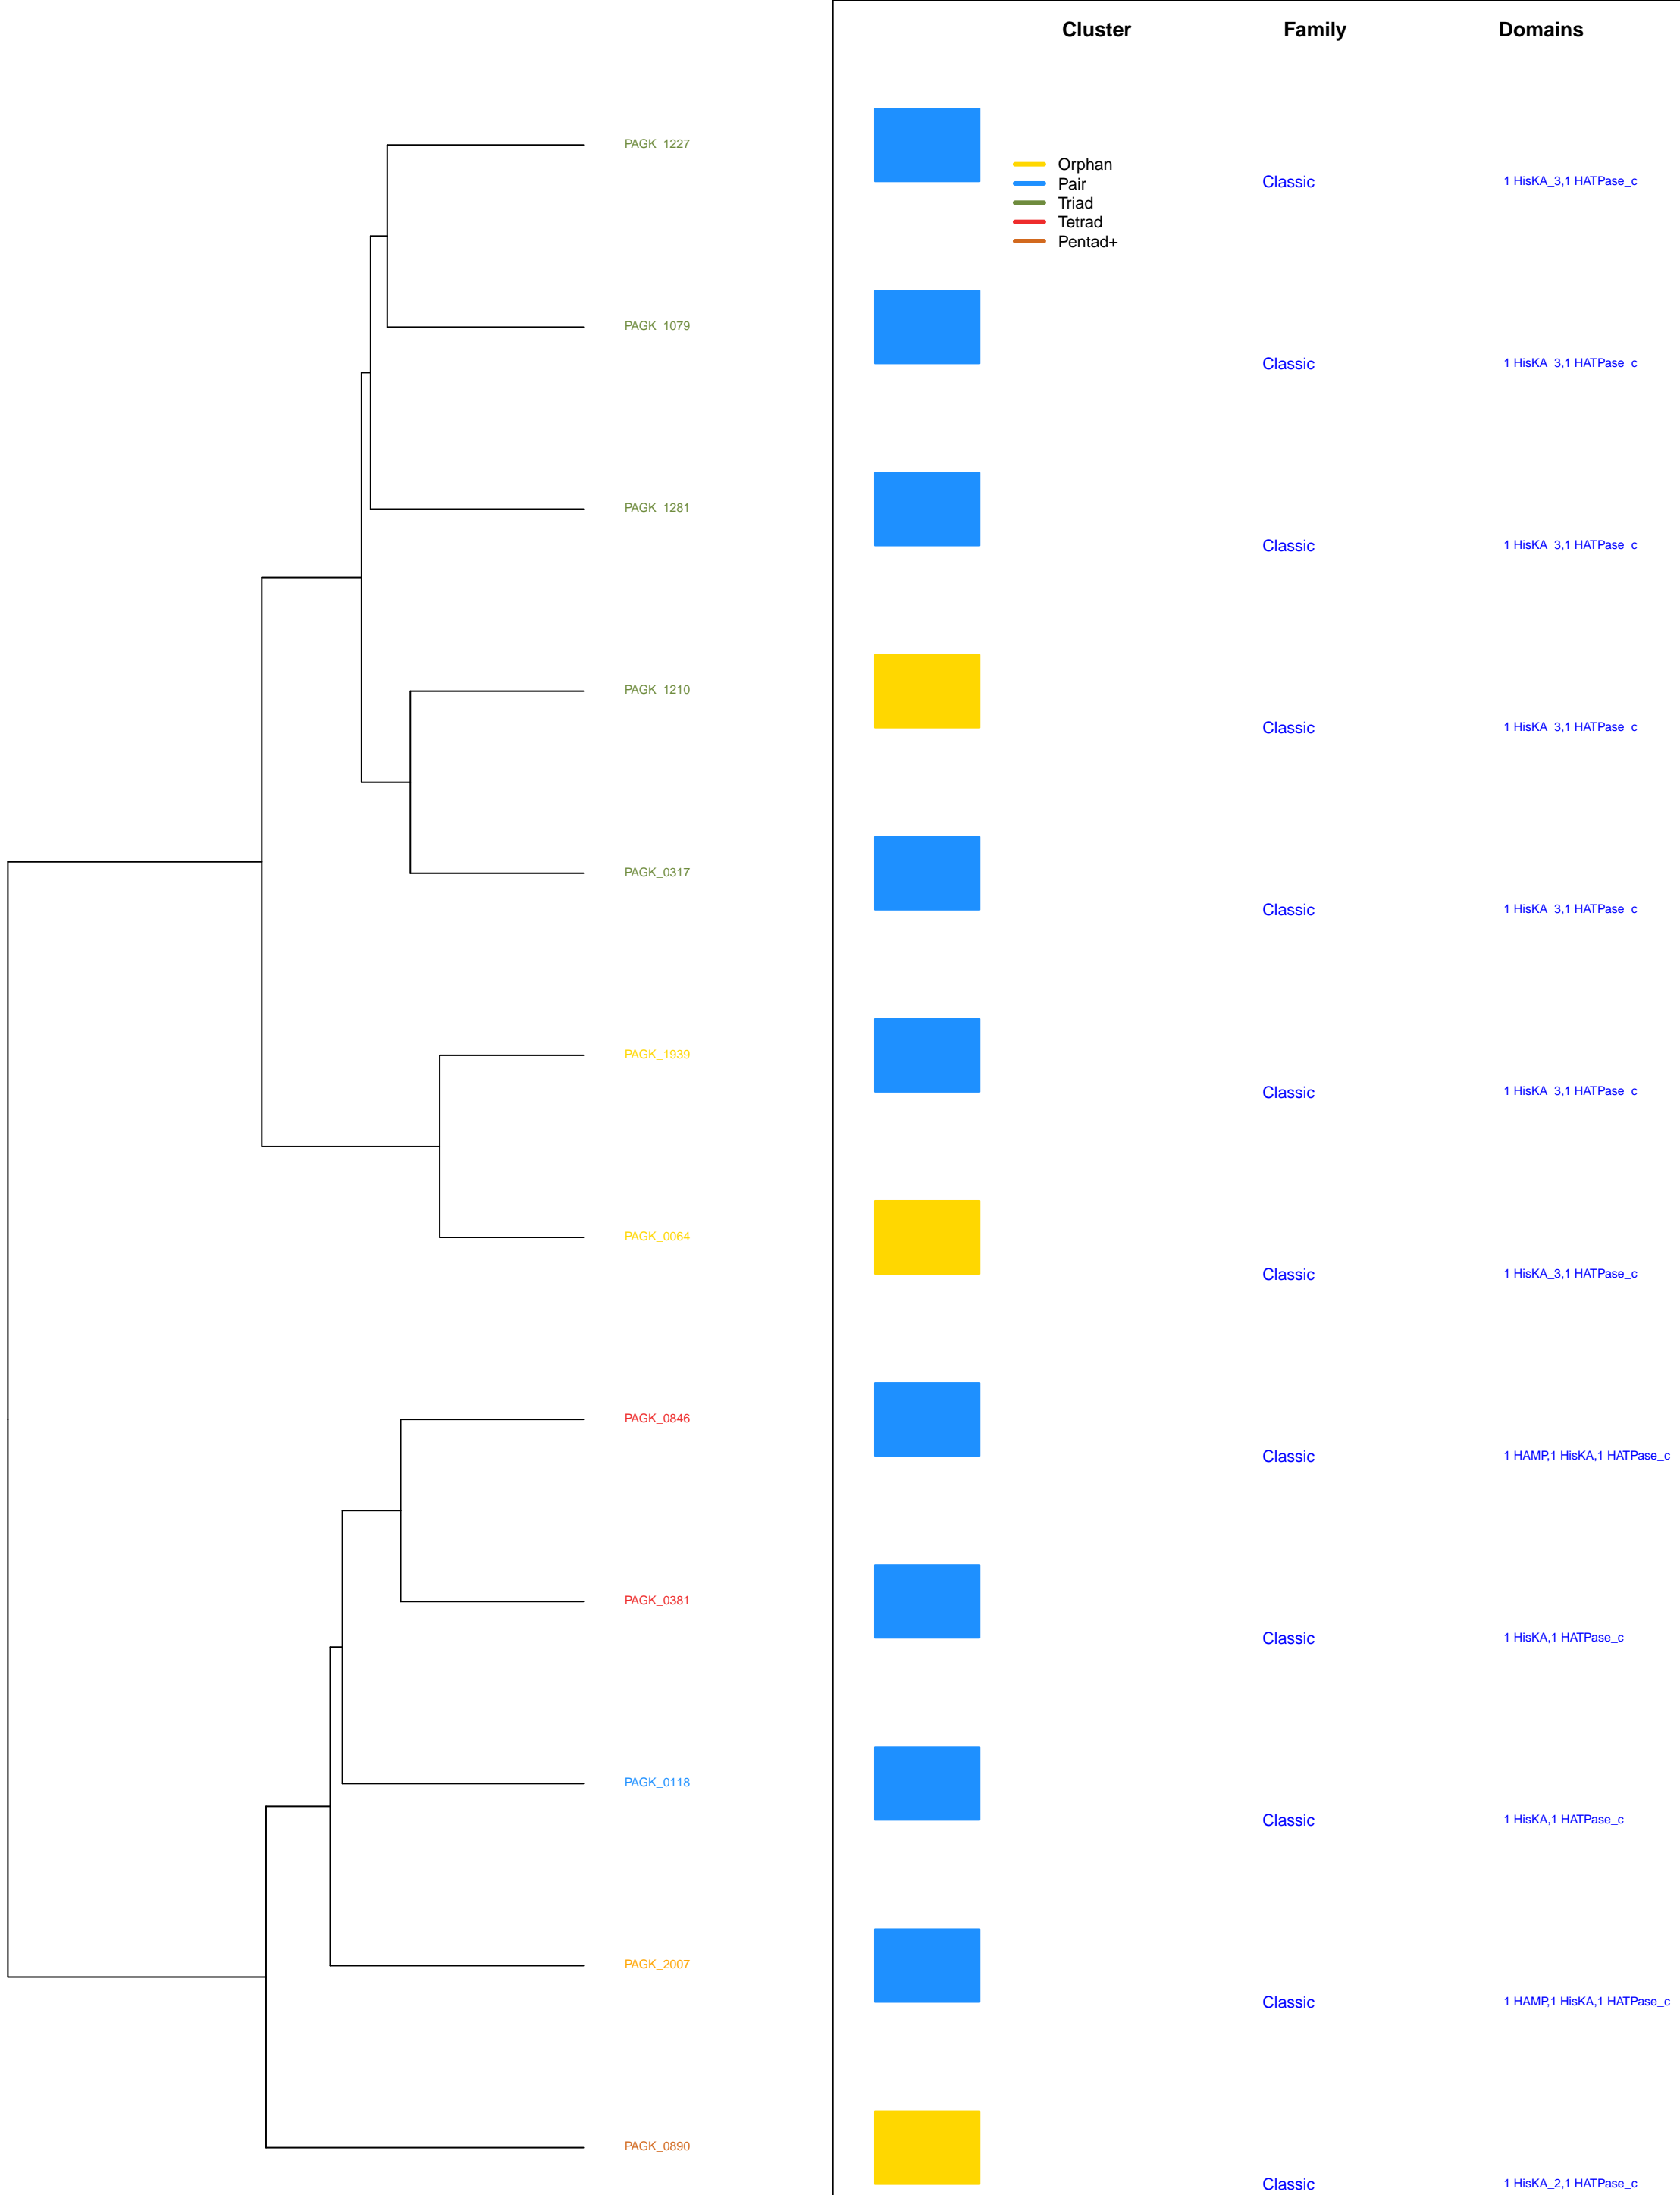 Cluster Family Domains
PAGK_1227
Orphan
Pair
Classic 1 HisKA_3,1 HATPase_c
Triad
Tetrad
Pentad+
PAGK_1079
Classic 1 HisKA_3,1 HATPase_c
PAGK_1281
Classic 1 HisKA_3,1 HATPase_c
PAGK_1210
Classic 1 HisKA_3,1 HATPase_c
PAGK_0317
Classic 1 HisKA_3,1 HATPase_c
PAGK_1939
Classic 1 HisKA_3,1 HATPase_c
PAGK_0064
Classic 1 HisKA_3,1 HATPase_c
PAGK_0846
Classic 1 HAMP,1 HisKA,1 HATPase_c
PAGK_0381
Classic 1 HisKA,1 HATPase_c
PAGK_0118
Classic 1 HisKA,1 HATPase_c
PAGK_2007
Classic 1 HAMP,1 HisKA,1 HATPase_c
PAGK_0890
Classic 1 HisKA_2,1 HATPase_c